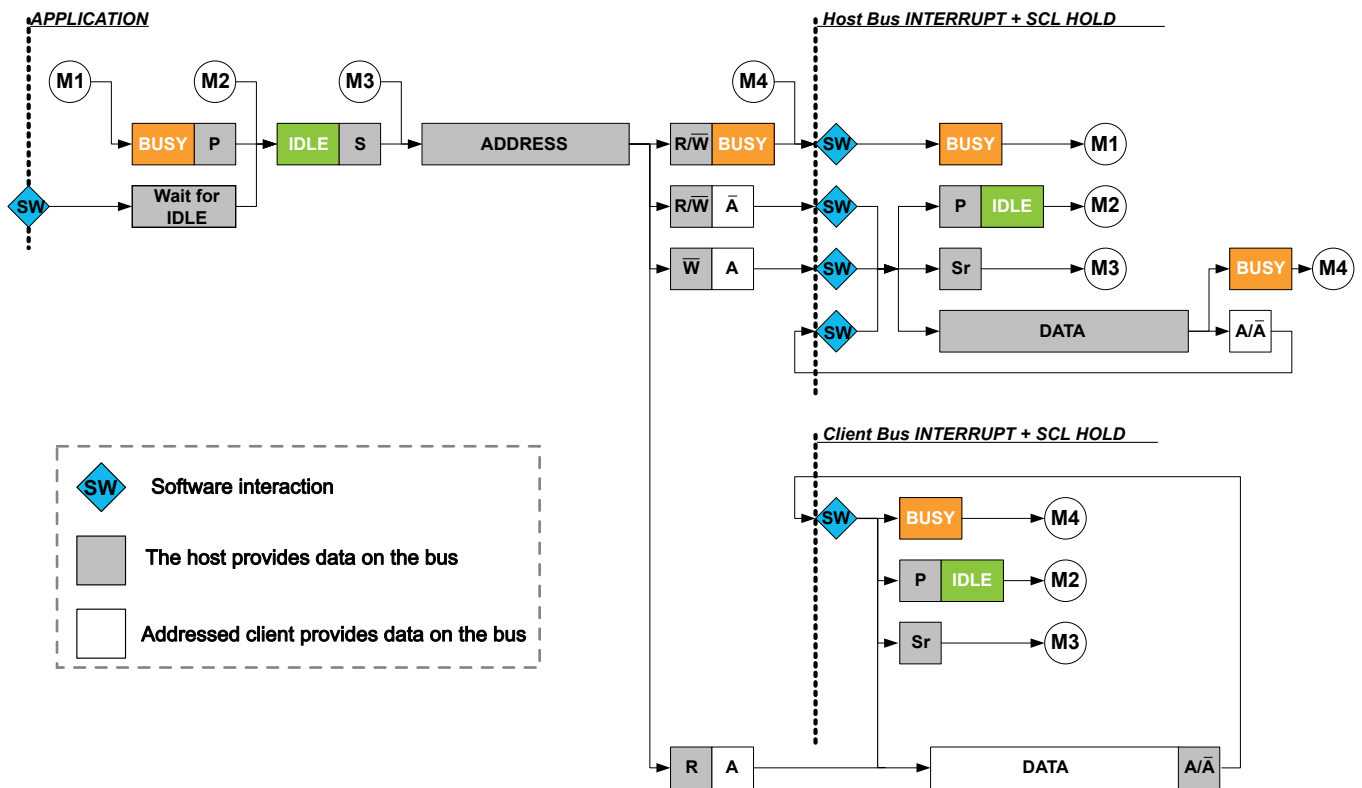 APPLICATION
Host Bus INTERRUPT + SCL HOLD
M1
M2
M3
M4
BUSY P
IDLE S
ADDRESS
R/W̅ BUSY
SW
BUSY
M1
SW
Wait for
IDLE
R/W̅ A̅
SW
P IDLE
M2
W̅ A
SW
Sr
M3
BUSY
M4
SW
DATA
A/A̅
Client Bus INTERRUPT + SCL HOLD
SW
Software interaction
SW
BUSY
M4
The host provides data on the bus
P IDLE
M2
Addressed client provides data on the bus
Sr
M3
R A
DATA
A/A̅